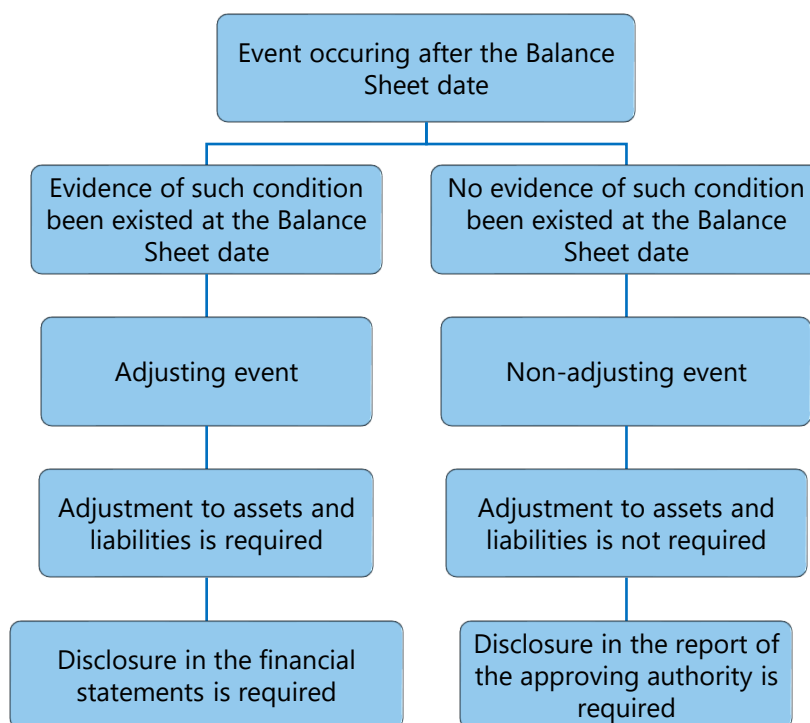 Event occuring after the Balance
Sheet date
Evidence of such condition
been existed at the Balance
Sheet date
No evidence of such condition
been existed at the Balance
Sheet date
Adjusting event
Non-adjusting event
Adjustment to assets and
liabilities is required
Adjustment to assets and
liabilities is not required
Disclosure in the financial
statements is required
Disclosure in the report of
the approving authority is
required